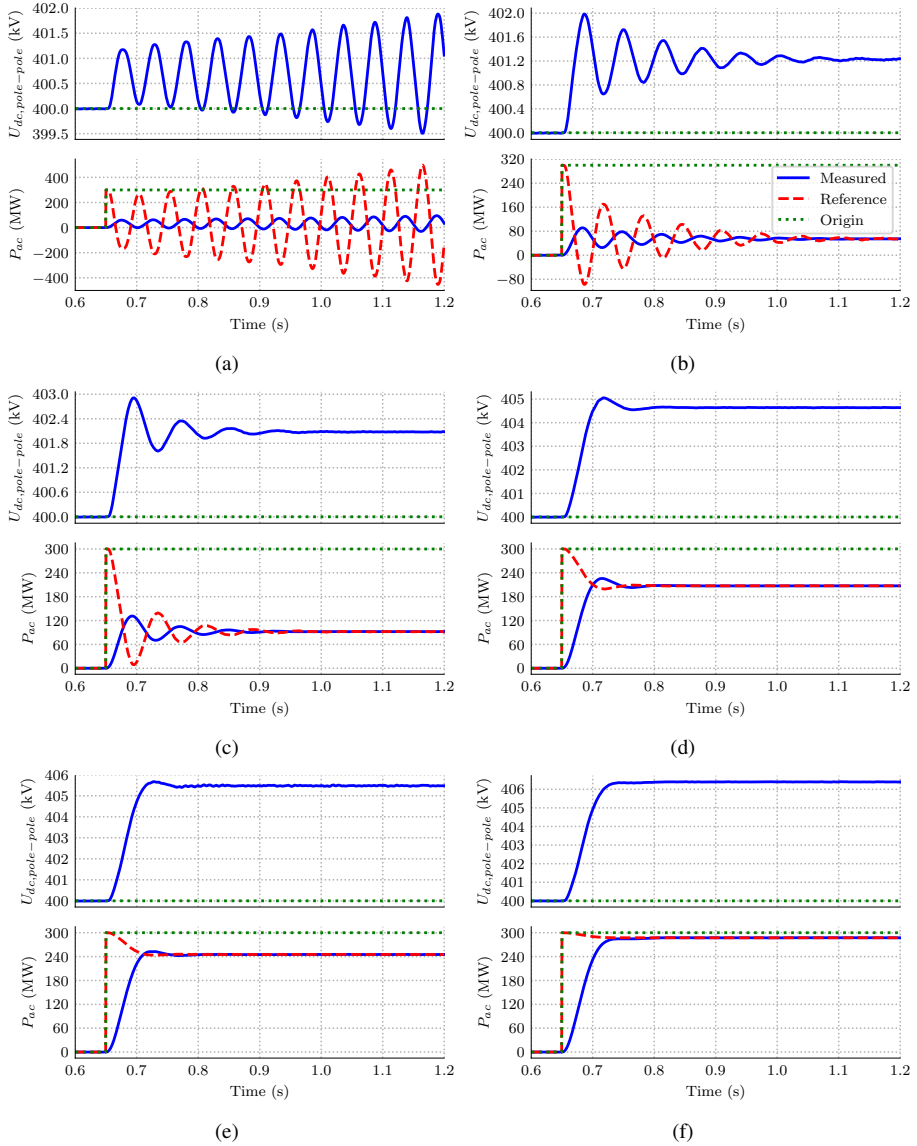 402.0
401.0
400.0
399.5
U_{dc,pole-pole} (kV)
400
200
0
−200
−400
P_{ac} (MW)
0.6 0.7 0.8 0.9 1.0 1.1 1.2
Time (s)
(a)
402.0
401.6
401.2
400.8
400.4
400.0
U_{dc,pole-pole} (kV)
320
240
160
80
0
−80
P_{ac} (MW)
Measured
Reference
Origin
0.6 0.7 0.8 0.9 1.0 1.1 1.2
Time (s)
(b)
403.0
402.4
401.8
401.2
400.6
400.0
U_{dc,pole-pole} (kV)
300
240
180
120
60
0
P_{ac} (MW)
0.6 0.7 0.8 0.9 1.0 1.1 1.2
Time (s)
(c)
405
404
403
402
401
400
U_{dc,pole-pole} (kV)
300
240
180
120
60
0
P_{ac} (MW)
0.6 0.7 0.8 0.9 1.0 1.1 1.2
Time (s)
(d)
406
405
404
403
402
401
400
U_{dc,pole-pole} (kV)
300
240
180
120
60
0
P_{ac} (MW)
0.6 0.7 0.8 0.9 1.0 1.1 1.2
Time (s)
(e)
406
405
404
403
402
401
400
U_{dc,pole-pole} (kV)
300
240
180
120
60
0
P_{ac} (MW)
0.6 0.7 0.8 0.9 1.0 1.1 1.2
Time (s)
(f)